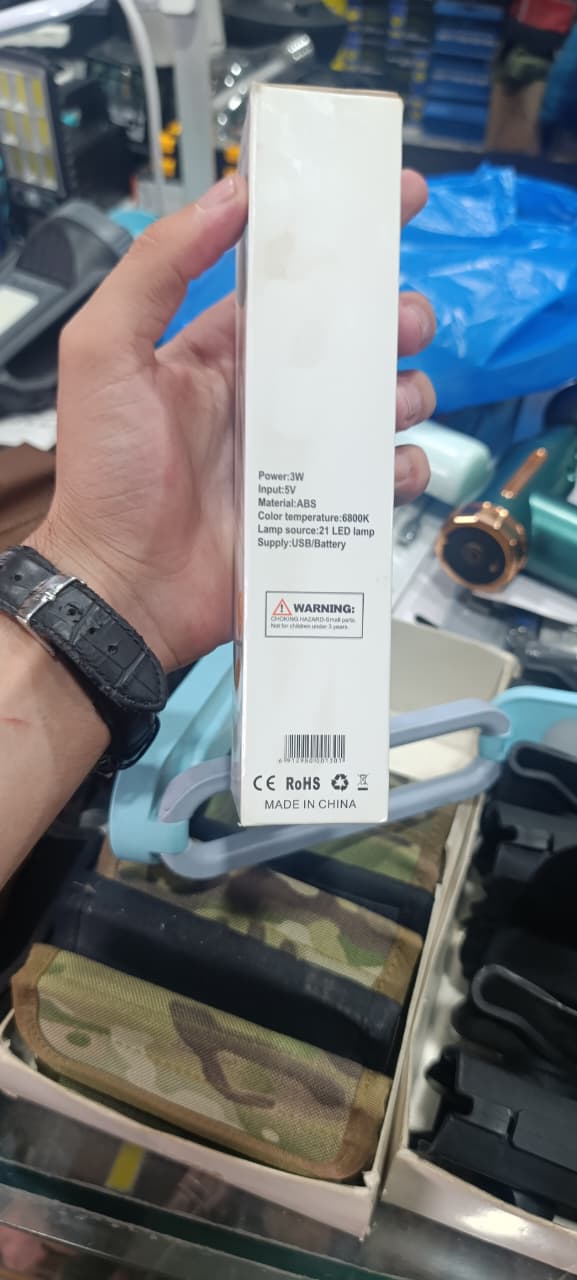 Power:3W
Input:5V
Material:ABS
Color temperature:6800K
Lamp source:21 LED lamp
Supply:USB/Battery
WARNING:
CHOKING HAZARD-Small parts.
Not for children under 3 years
CE RoHS
MADE IN CHINA